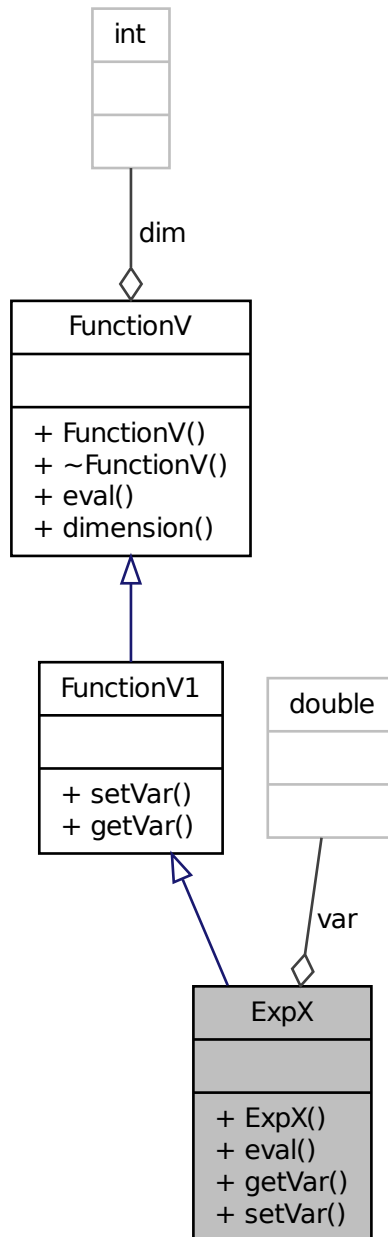 int
dim
FunctionV
+ FunctionV()
+ ~FunctionV()
+ eval()
+ dimension()
FunctionV1
+ setVar()
+ getVar()
double
var
ExpX
+ ExpX()
+ eval()
+ getVar()
+ setVar()